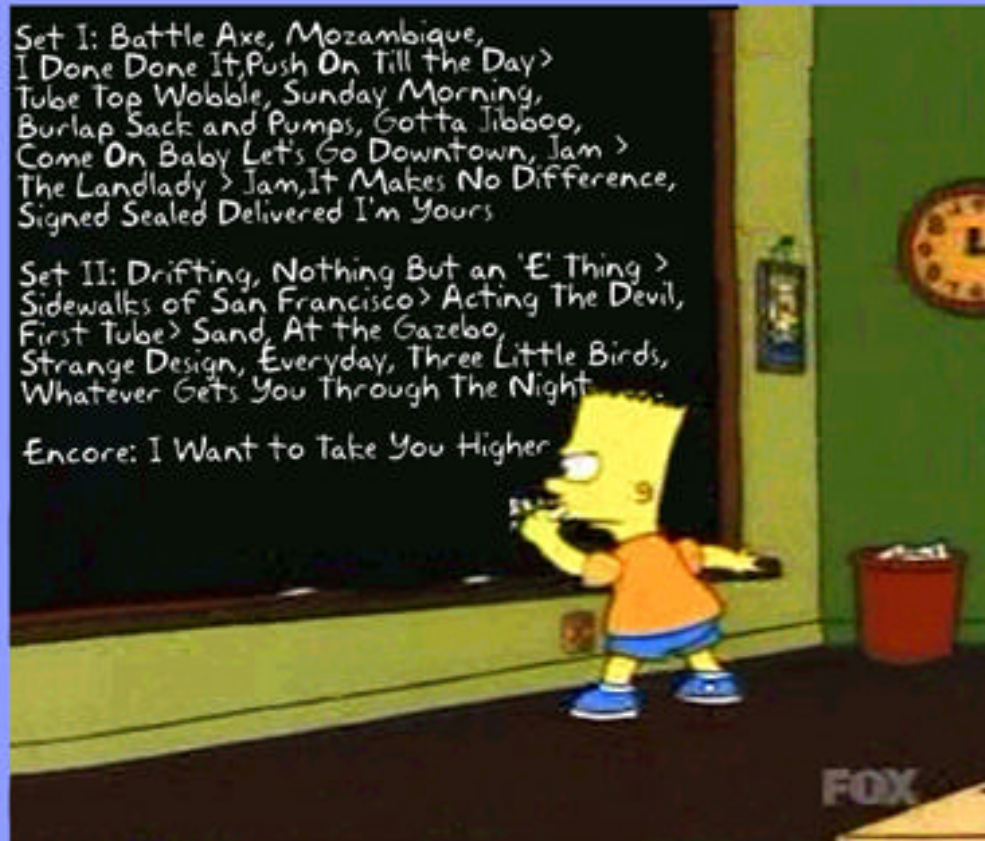 Set I: Battle Axe, Mozambique,
I Done Done It,Push On Till the Day>
Tube Top Wobble, Sunday Morning,
Burlap Sack and Pumps, Gotta Jibboo,
Come On Baby Let's Go Downtown, Jam >
The Landlady > Jam,It Makes No Difference,
Signed Sealed Delivered I'm Yours
Set II: Drifting, Nothing But an 'E' Thing >
Sidewalks of San Francisco> Acting The Devil,
First Tube> Sand, At the Gazebo,
Strange Design, Everyday, Three Little Birds,
Whatever Gets You Through The Night
Encore: I Want to Take You Higher
FOX